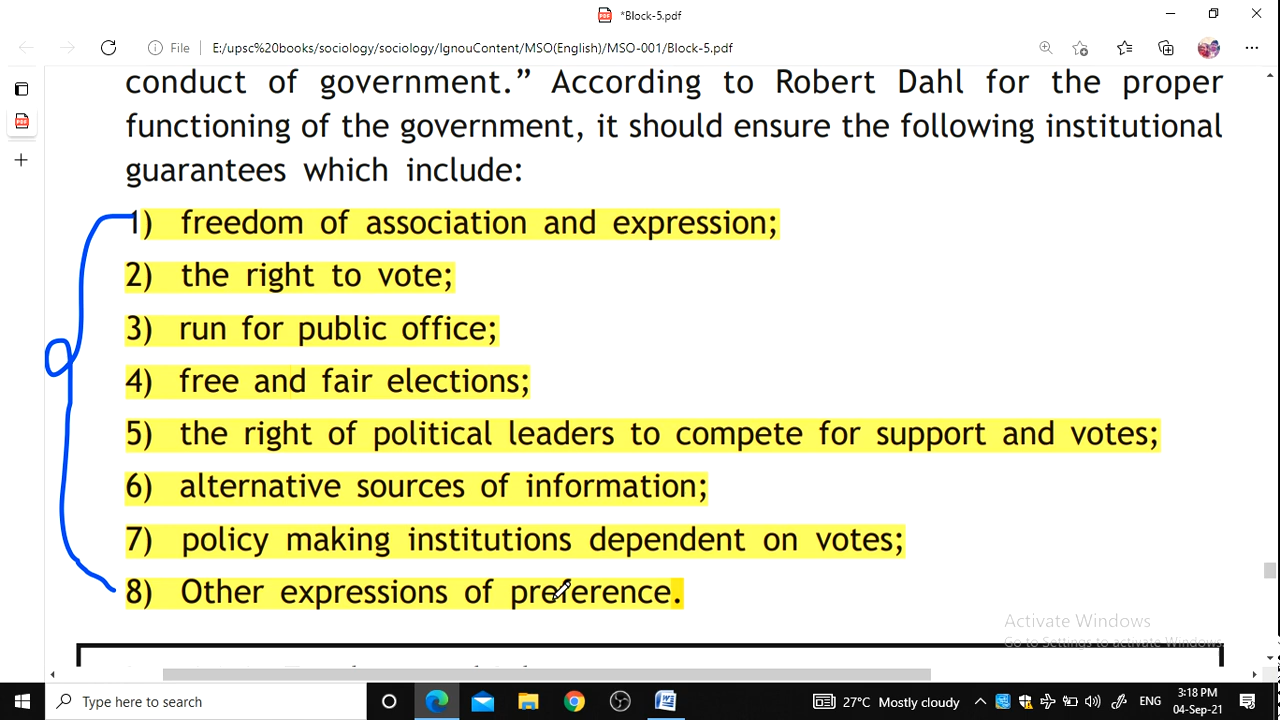 *Block-5.pdf
File E:/upsc%20books/sociology/sociology/IgnouContent/MSO(English)/MSO-001/Block-5.pdf
conduct of government.” According to Robert Dahl for the proper
functioning of the government, it should ensure the following institutional
guarantees which include:
1) freedom of association and expression;
2) the right to vote;
3) run for public office;
4) free and fair elections;
5) the right of political leaders to compete for support and votes;
6) alternative sources of information;
7) policy making institutions dependent on votes;
8) Other expressions of preference.
Activate Windows
Go to Settings to activate Windows.
Type here to search
27°C Mostly cloudy
ENG
3:18 PM
04-Sep-21